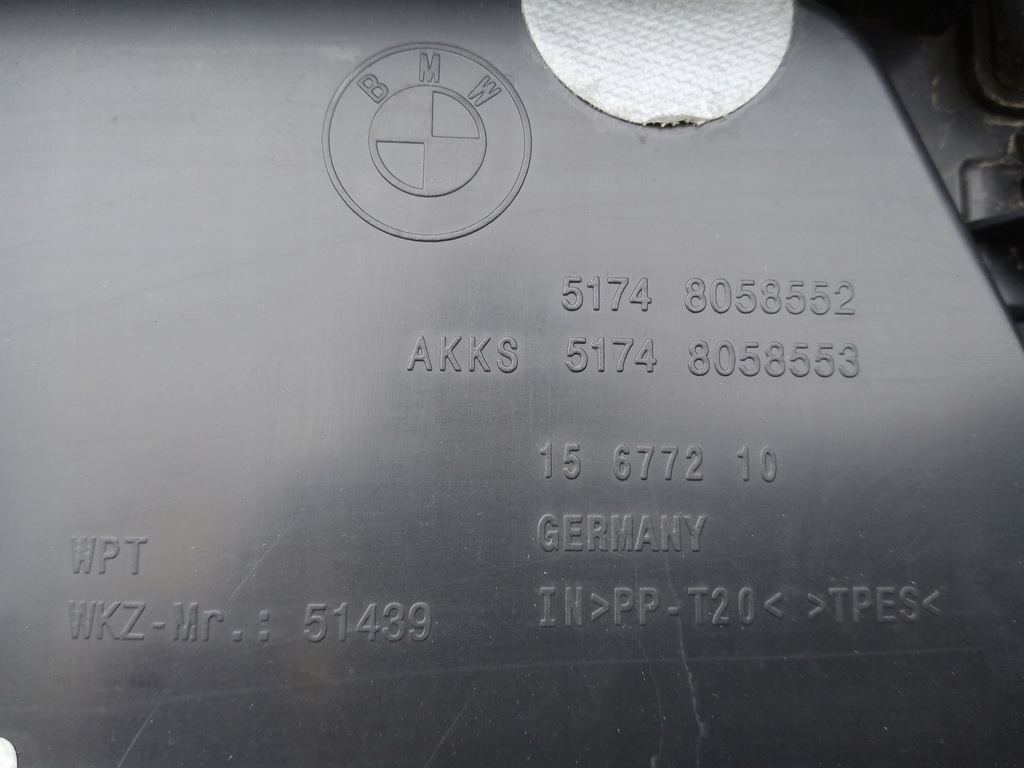 BMW
5174 8058552
AKKS 5174 8058553
15 6772 10
GERMANY
IN>PP-T20< >TPES<
WPT
WKZ-Mr.: 51439